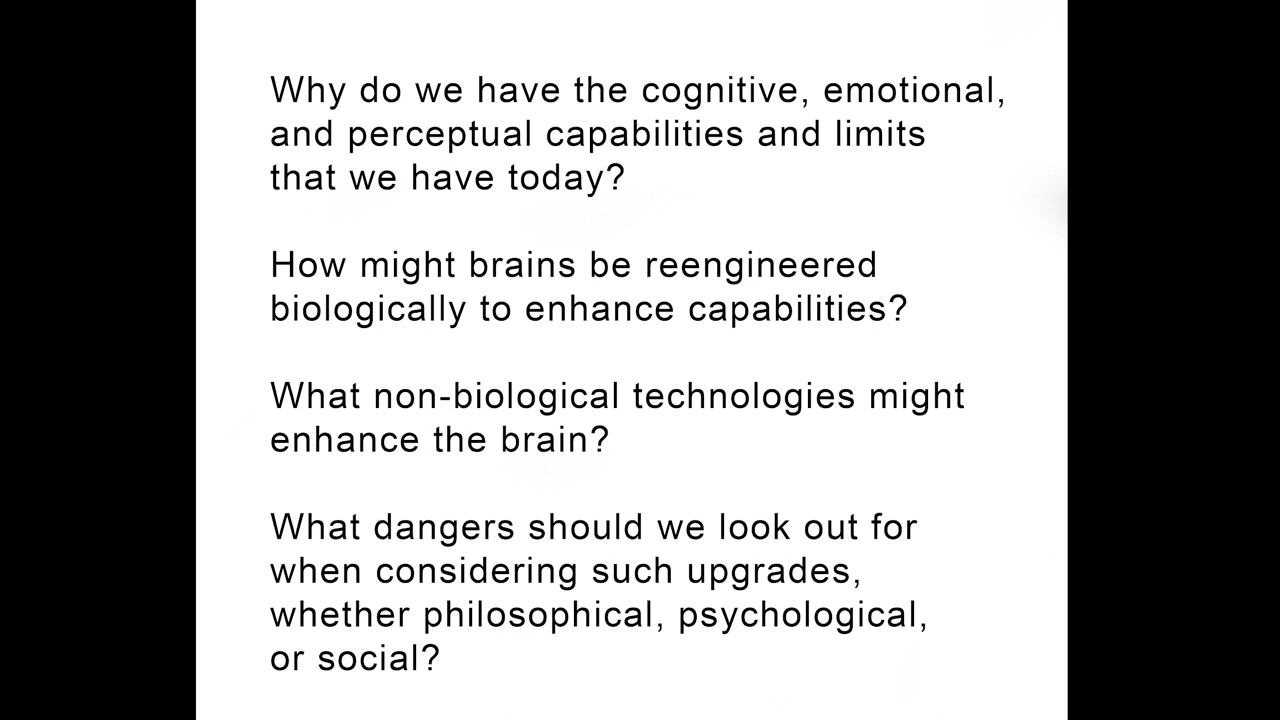 Why do we have the cognitive, emotional,
and perceptual capabilities and limits
that we have today?
How might brains be reengineered
biologically to enhance capabilities?
What non-biological technologies might
enhance the brain?
What dangers should we look out for
when considering such upgrades,
whether philosophical, psychological,
or social?